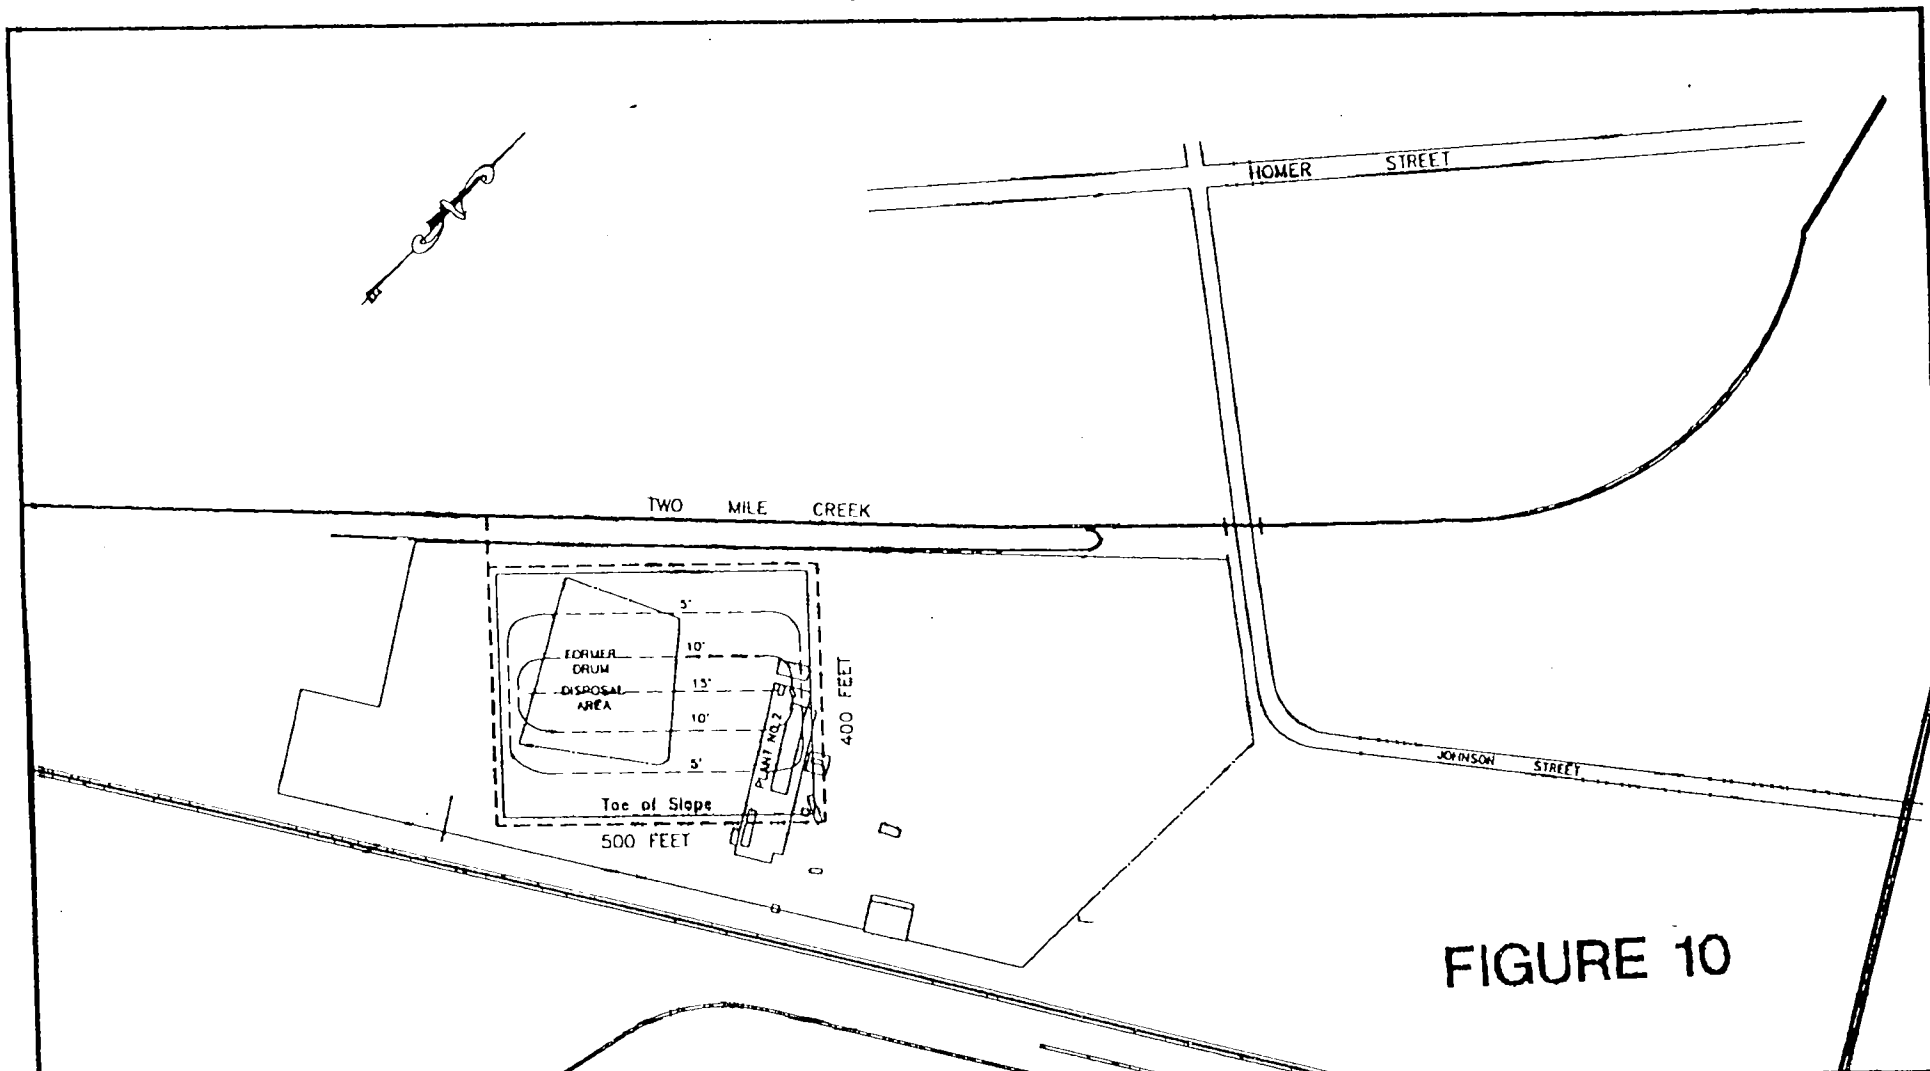 HOMER STREET
TWO MILE CREEK
5'
10'
FORMER
DRUM
DISPOSAL
AREA
15'
10'
5'
PLANT NO. 2
400 FEET
Toe of Slope
500 FEET
JOHNSON STREET
FIGURE 10